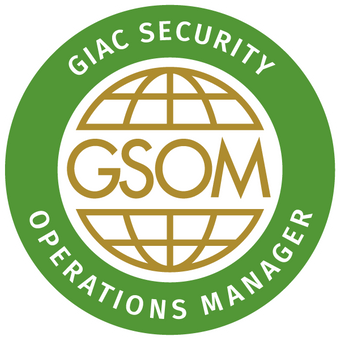 GIAC SECURITY
GSOM
OPERATIONS MANAGER